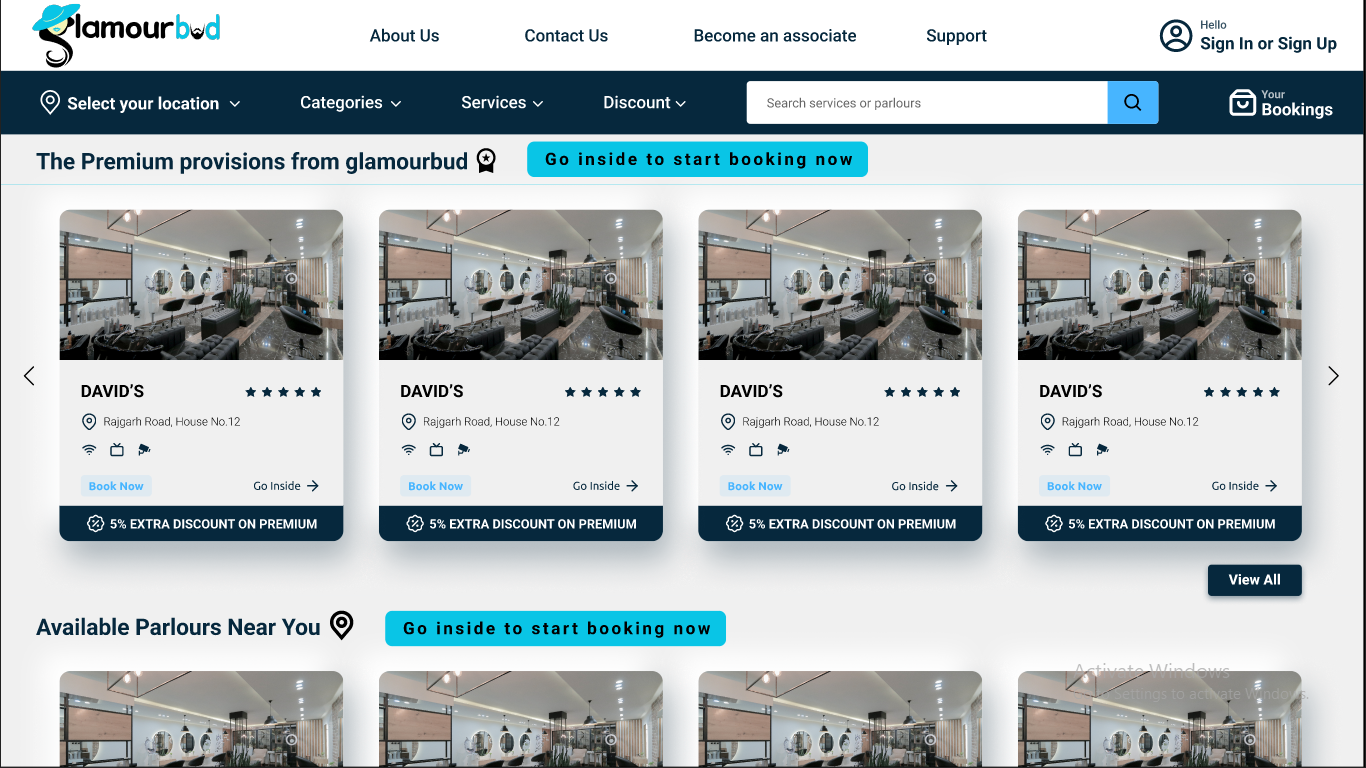 Glamourbud
About Us
Contact Us
Become an associate
Support
Hello
Sign In or Sign Up
Select your location
Categories
Services
Discount
Search services or parlours
Your
Bookings
The Premium provisions from glamourbud
Go inside to start booking now
DAVID'S
Rajgarh Road, House No.12
Book Now
Go Inside
5% EXTRA DISCOUNT ON PREMIUM
DAVID'S
Rajgarh Road, House No.12
Book Now
Go Inside
5% EXTRA DISCOUNT ON PREMIUM
DAVID'S
Rajgarh Road, House No.12
Book Now
Go Inside
5% EXTRA DISCOUNT ON PREMIUM
DAVID'S
Rajgarh Road, House No.12
Book Now
Go Inside
5% EXTRA DISCOUNT ON PREMIUM
View All
Available Parlours Near You
Go inside to start booking now
Activate Windows
Settings to activate Windows.